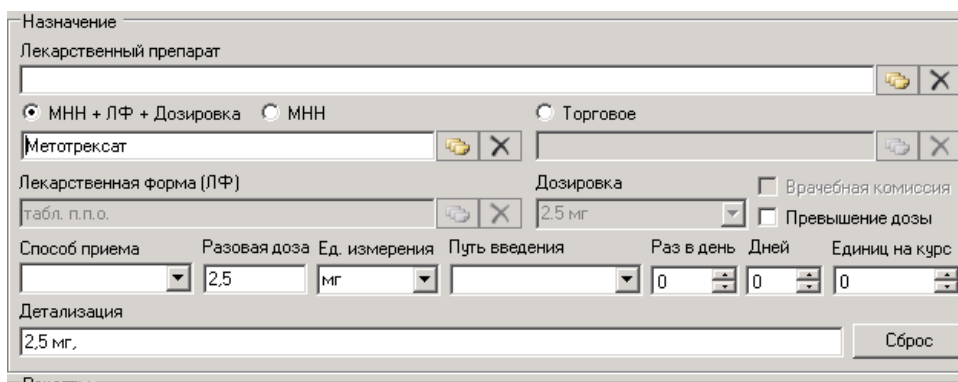 Назначение
Лекарственный препарат
МНН + ЛФ + Дозировка МНН Торговое
Метотрексат
Лекарственная форма (ЛФ) Дозировка Врачебная комиссия
табл. п.п.о. 2.5 мг Превышение дозы
Способ приема Разовая доза Ед. измерения Путь введения Раз в день Дней Единиц на курс
2,5 мг 0 0 0
Детализация
2,5 мг, Сброс